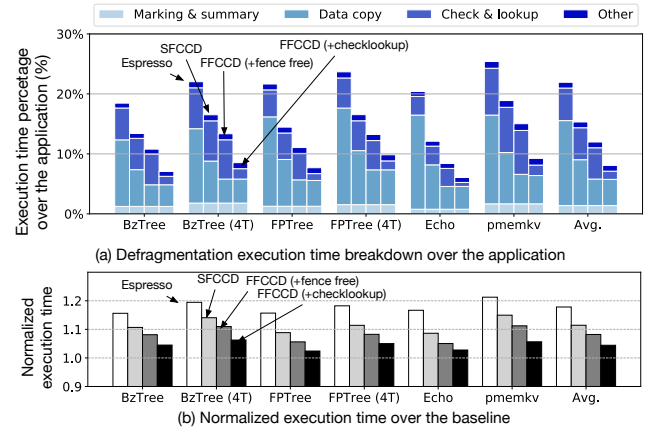 Marking & summary
Data copy
Check & lookup
Other
Execution time percetage
over the application (%)
30%
20%
10%
0%
Espresso
SFCCD
FFCCD (+fence free)
FFCCD (+checklookup)
BzTree
BzTree (4T)
FPTree
FPTree (4T)
Echo
pmemkv
Avg.
(a) Defragmentation execution time breakdown over the application
Normalized
execution time
1.2
1.1
1.0
0.9
Espresso
SFCCD
FFCCD (+fence free)
FFCCD (+checklookup)
BzTree
BzTree (4T)
FPTree
FPTree (4T)
Echo
pmemkv
Avg.
(b) Normalized execution time over the baseline